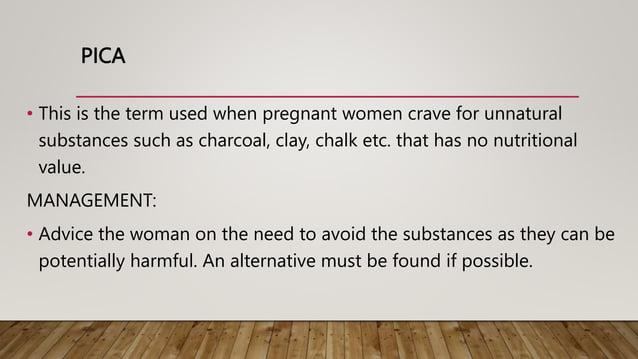 PICA
• This is the term used when pregnant women crave for unnatural
substances such as charcoal, clay, chalk etc. that has no nutritional
value.
MANAGEMENT:
• Advice the woman on the need to avoid the substances as they can be
potentially harmful. An alternative must be found if possible.